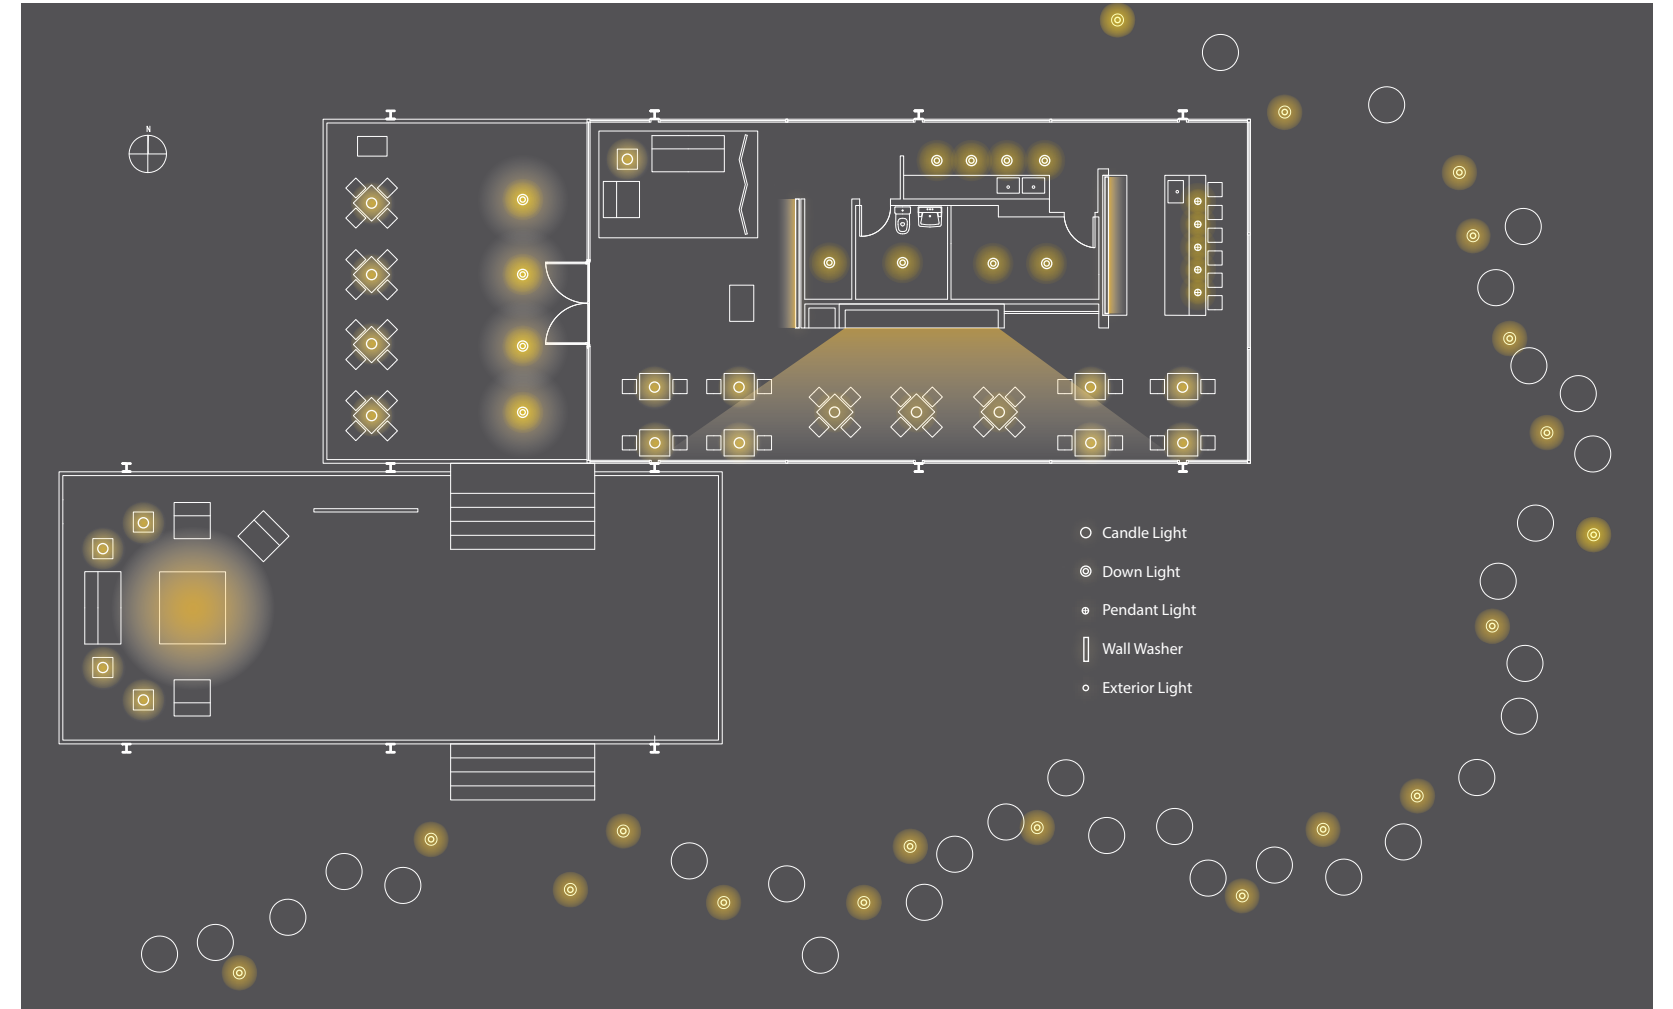 N
Candle Light
Down Light
Pendant Light
Wall Washer
Exterior Light